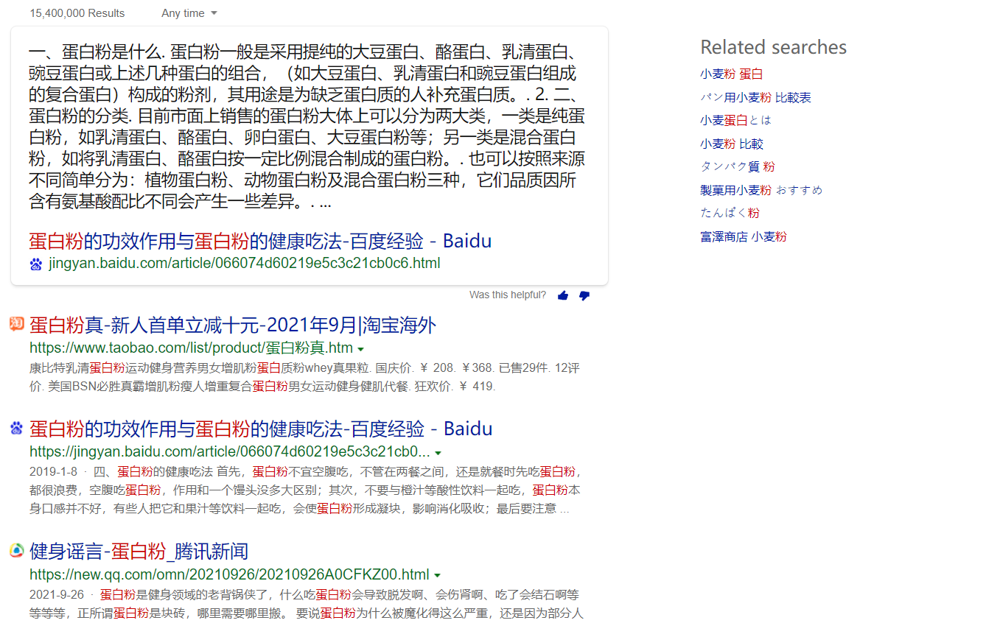 15,400,000 Results Any time
一、蛋白粉是什么. 蛋白粉一般是采用提纯的大豆蛋白、酪蛋白、乳清蛋白、
豌豆蛋白或上述几种蛋白的组合，（如大豆蛋白、乳清蛋白和豌豆蛋白组成
的复合蛋白）构成的粉剂，其用途是为缺乏蛋白质的人补充蛋白质。. 2. 二、
蛋白粉的分类. 目前市面上销售的蛋白粉大体上可以分为两大类，一类是纯蛋
白粉，如乳清蛋白、酪蛋白、卵白蛋白、大豆蛋白粉等；另一类是混合蛋白
粉，如将乳清蛋白、酪蛋白按一定比例混合制成的蛋白粉。. 也可以按照来源
不同简单分为：植物蛋白粉、动物蛋白粉及混合蛋白粉三种，它们品质因所
含有氨基酸配比不同会产生一些差异。. ...
蛋白粉的功效作用与蛋白粉的健康吃法-百度经验 - Baidu
jingyan.baidu.com/article/066074d60219e5c3c21cb0c6.html
Was this helpful?
蛋白粉真-新人首单立减十元-2021年9月|淘宝海外
https://www.taobao.com/list/product/蛋白粉真.htm
康比特乳清蛋白粉运动健身营养男女增肌粉蛋白质粉whey真果粒. 国庆价. ￥ 208. ￥368. 已售29件. 12评
价. 美国BSN必胜真霸增肌粉瘦人增重复合蛋白粉男女运动健身健肌代餐. 狂欢价. ￥ 419.
蛋白粉的功效作用与蛋白粉的健康吃法-百度经验 - Baidu
https://jingyan.baidu.com/article/066074d60219e5c3c21cb0...
2019-1-8 · 四、蛋白粉的健康吃法 首先，蛋白粉不宜空腹吃，不管在两餐之间，还是就餐时先吃蛋白粉，
都很浪费，空腹吃蛋白粉，作用和一个馒头没多大区别；其次，不要与橙汁等酸性饮料一起吃，蛋白粉本
身口感并不好，有些人把它和果汁等饮料一起吃，会使蛋白粉形成凝块，影响消化吸收；最后要注意 ...
健身谣言-蛋白粉_腾讯新闻
https://new.qq.com/omn/20210926/20210926A0CFKZ00.html
2021-9-26 · 蛋白粉是健身领域的老背锅侠了，什么吃蛋白粉会导致脱发啊、会伤肾啊、吃了会结石啊等
等等等，正所谓蛋白粉是块砖，哪里需要哪里搬。 要说蛋白粉为什么被魔化得这么严重，还是因为部分人
Related searches
小麦粉 蛋白
パン用小麦粉 比較表
小麦蛋白とは
小麦粉 比較
タンパク質 粉
製菓用小麦粉 おすすめ
たんぱく粉
富澤商店 小麦粉